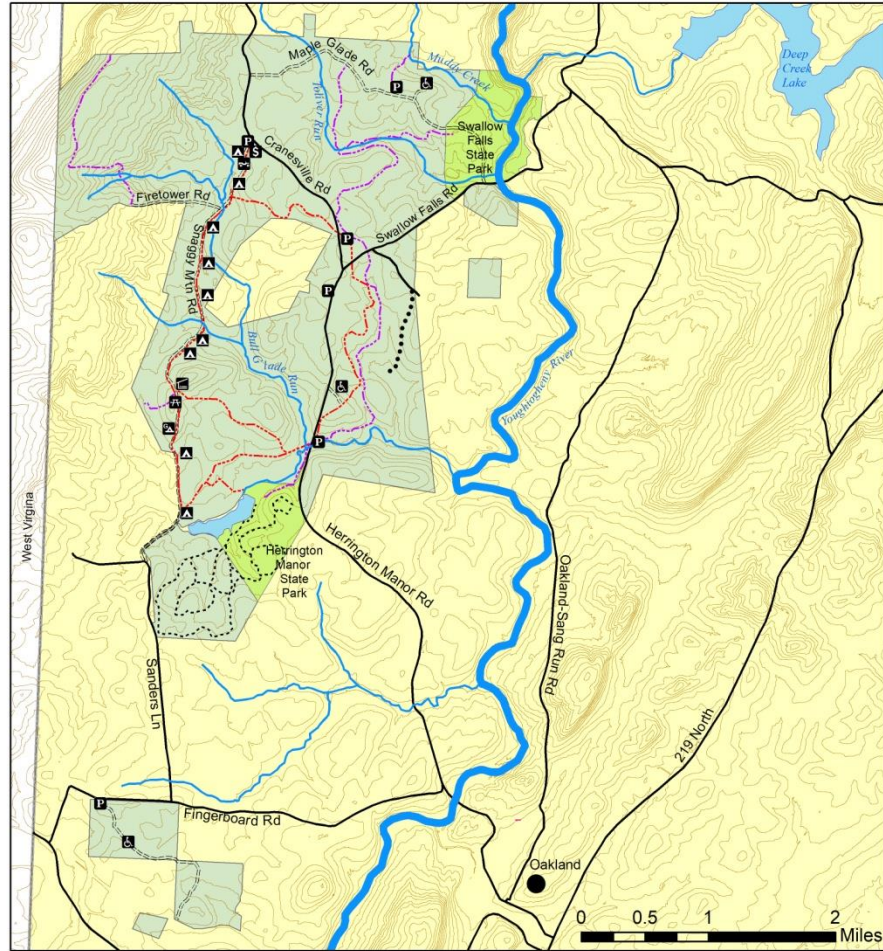 Maple Glade Rd
Muddy Creek
Deep
Creek
Lake
Toliver Run
P
P
S
Swallow
Falls
State
Park
Cranesville Rd
Firetower Rd
Swallow Falls Rd
Snaggy Mtn Rd
P
P
Bull Glade Run
Youghiogheny River
G
P
West Virginia
Herrington
Manor
State
Park
Herrington Manor Rd
Oakland-Sang Run Rd
Sanders Ln
219 North
P
Fingerboard Rd
Oakland
0 0.5 1 2
Miles